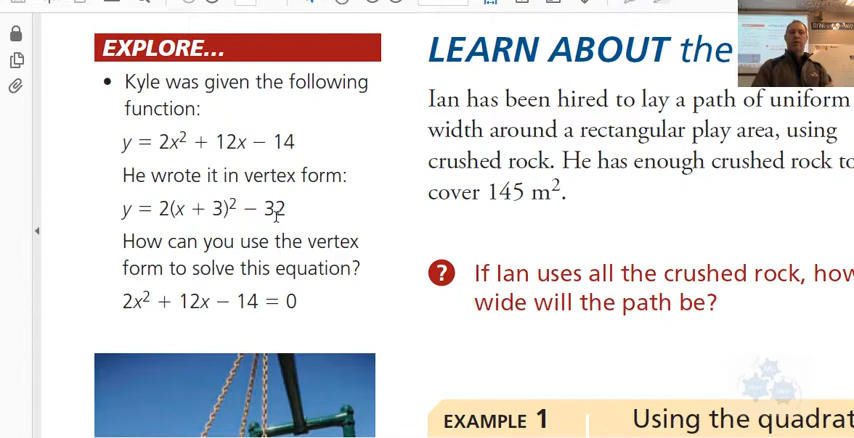 EXPLORE...
• Kyle was given the following
function:
y = 2x² + 12x − 14
He wrote it in vertex form:
y = 2(x + 3)² − 32
How can you use the vertex
form to solve this equation?
2x² + 12x − 14 = 0
LEARN ABOUT the
Ian has been hired to lay a path of uniform
width around a rectangular play area, using
crushed rock. He has enough crushed rock to
cover 145 m².
? If Ian uses all the crushed rock, how
wide will the path be?
EXAMPLE 1
Using the quadrat